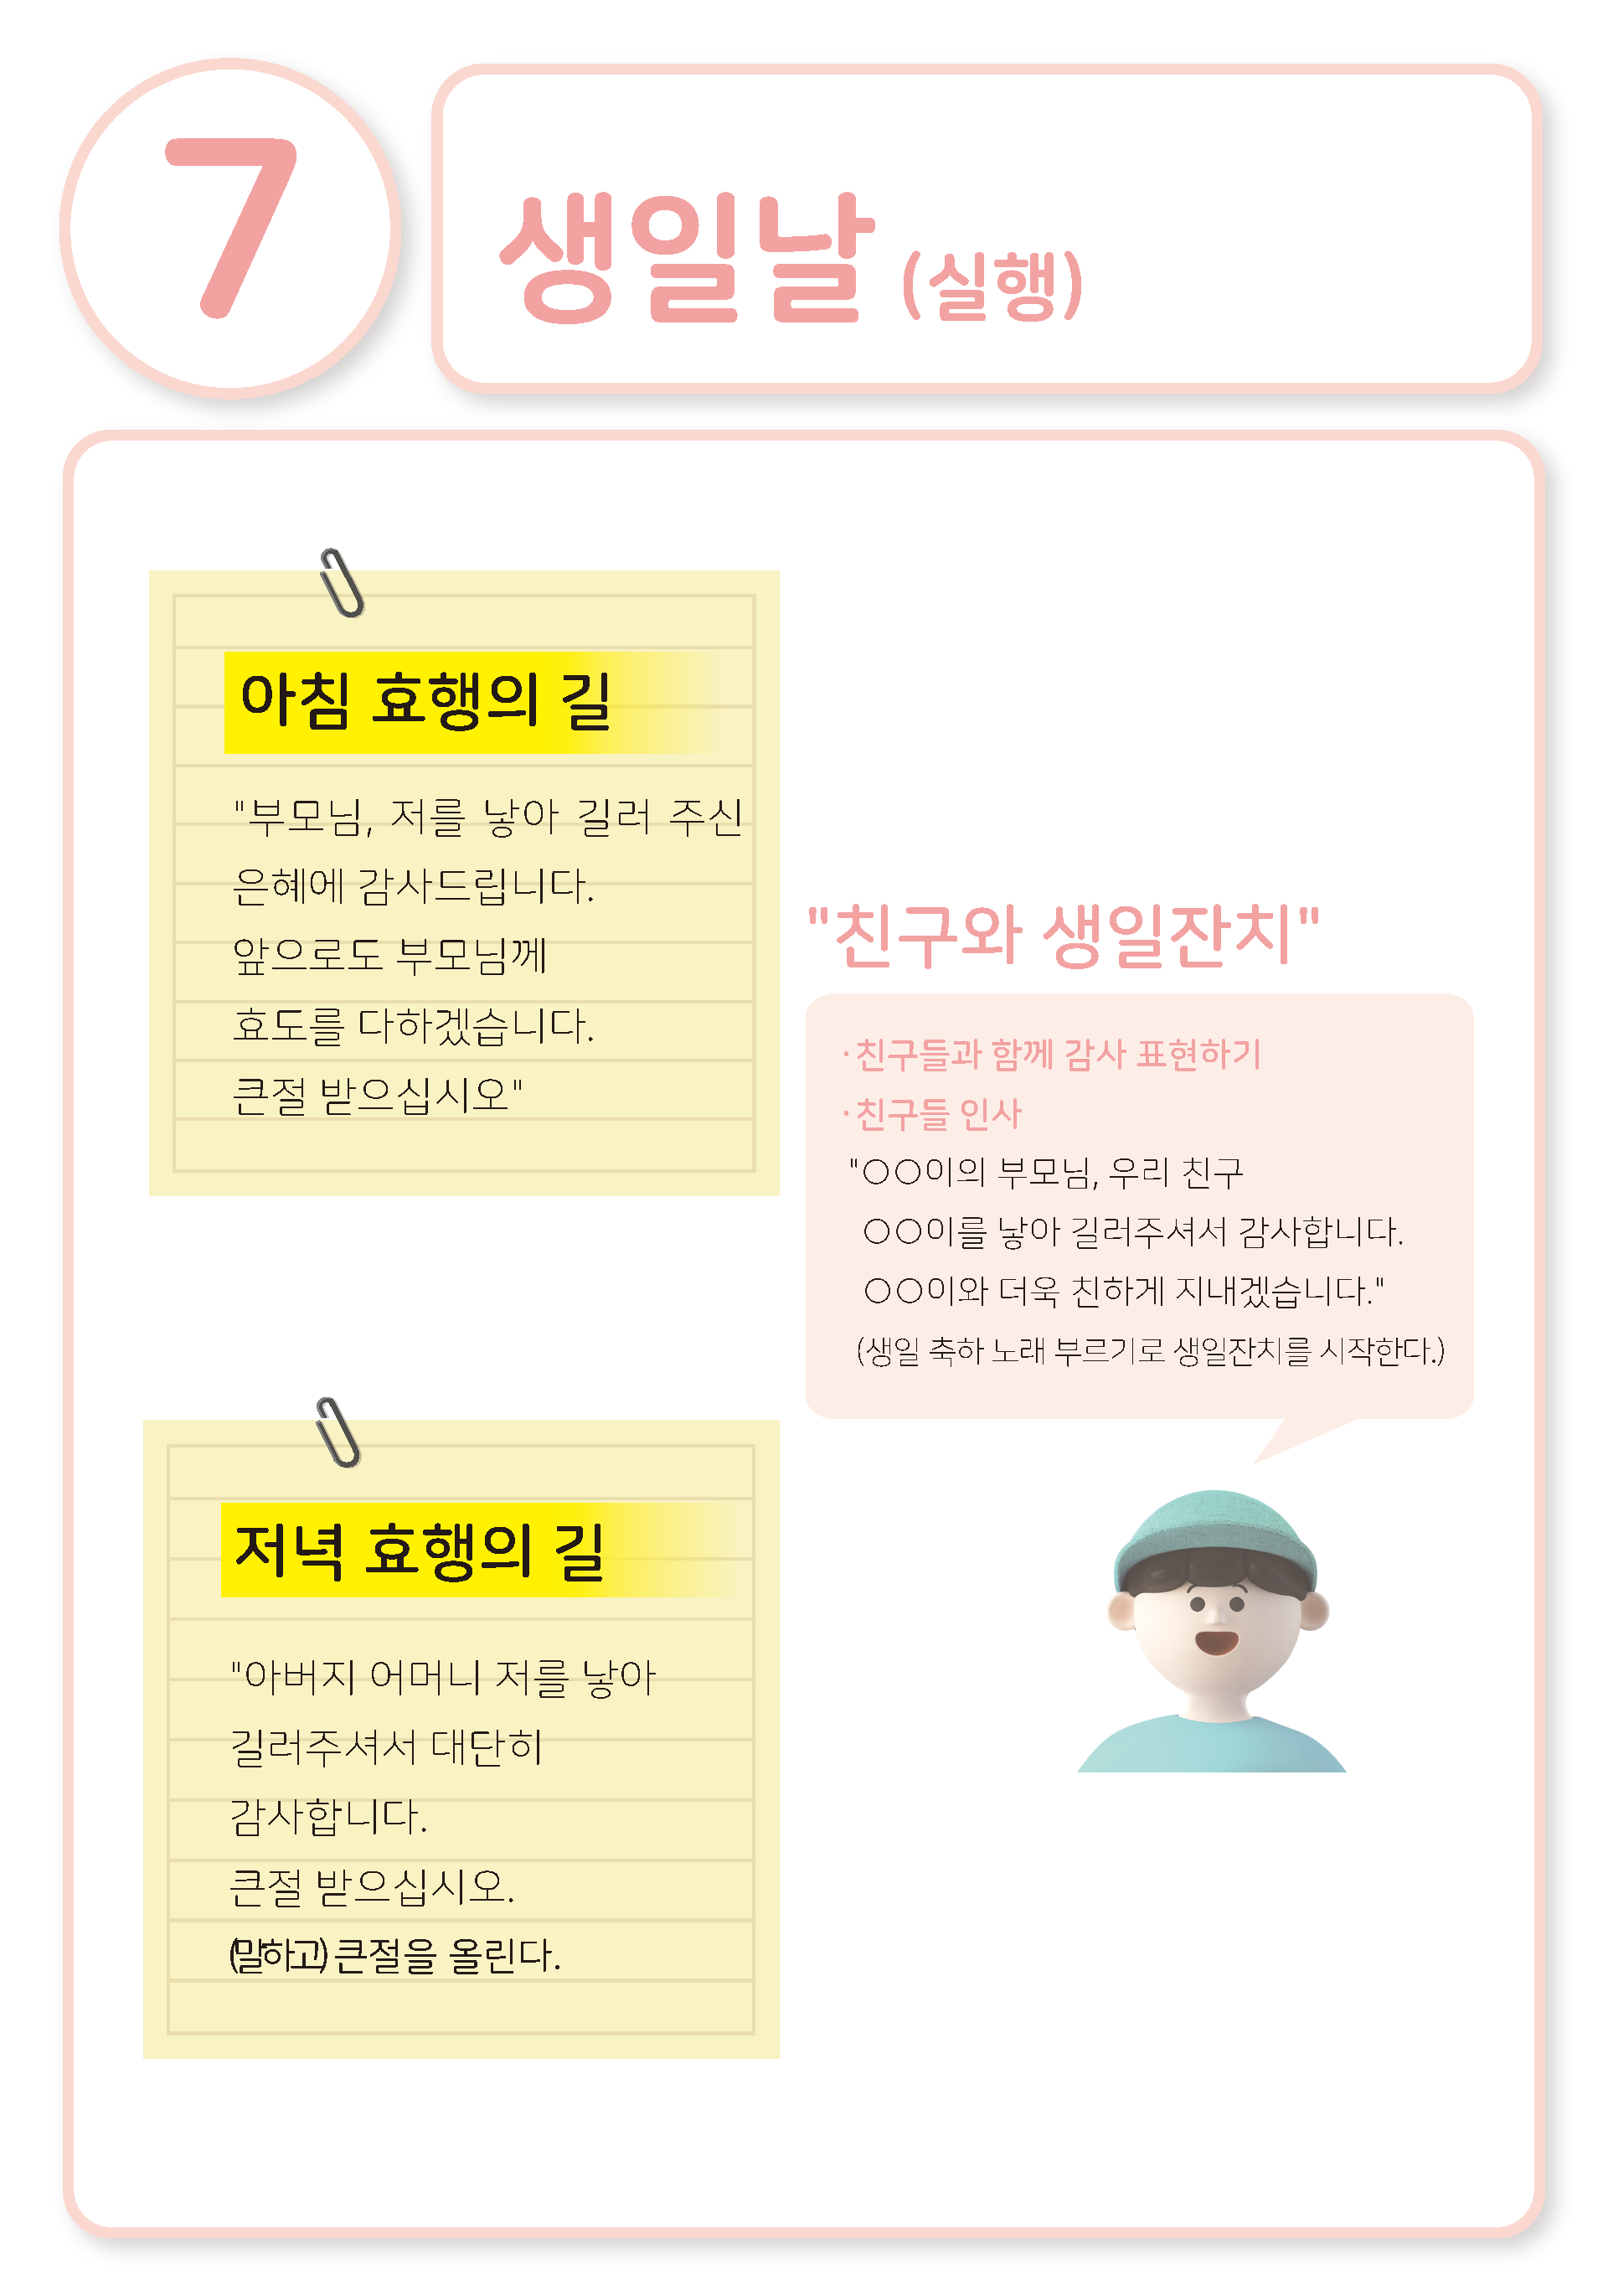 7
생일날 (실행)
아침 효행의 길
"부모님, 저를 낳아 길러 주신
은혜에 감사드립니다.
앞으로도 부모님께
효도를 다하겠습니다.
큰절 받으십시오"
"친구와 생일잔치"
·친구들과 함께 감사 표현하기
·친구들 인사
"○○이의 부모님, 우리 친구
○○이를 낳아 길러주셔서 감사합니다.
○○이와 더욱 친하게 지내겠습니다."
(생일 축하 노래 부르기로 생일잔치를 시작한다.)
저녁 효행의 길
"아버지 어머니 저를 낳아
길러주셔서 대단히
감사합니다.
큰절 받으십시오.
(말하고) 큰절을 올린다.